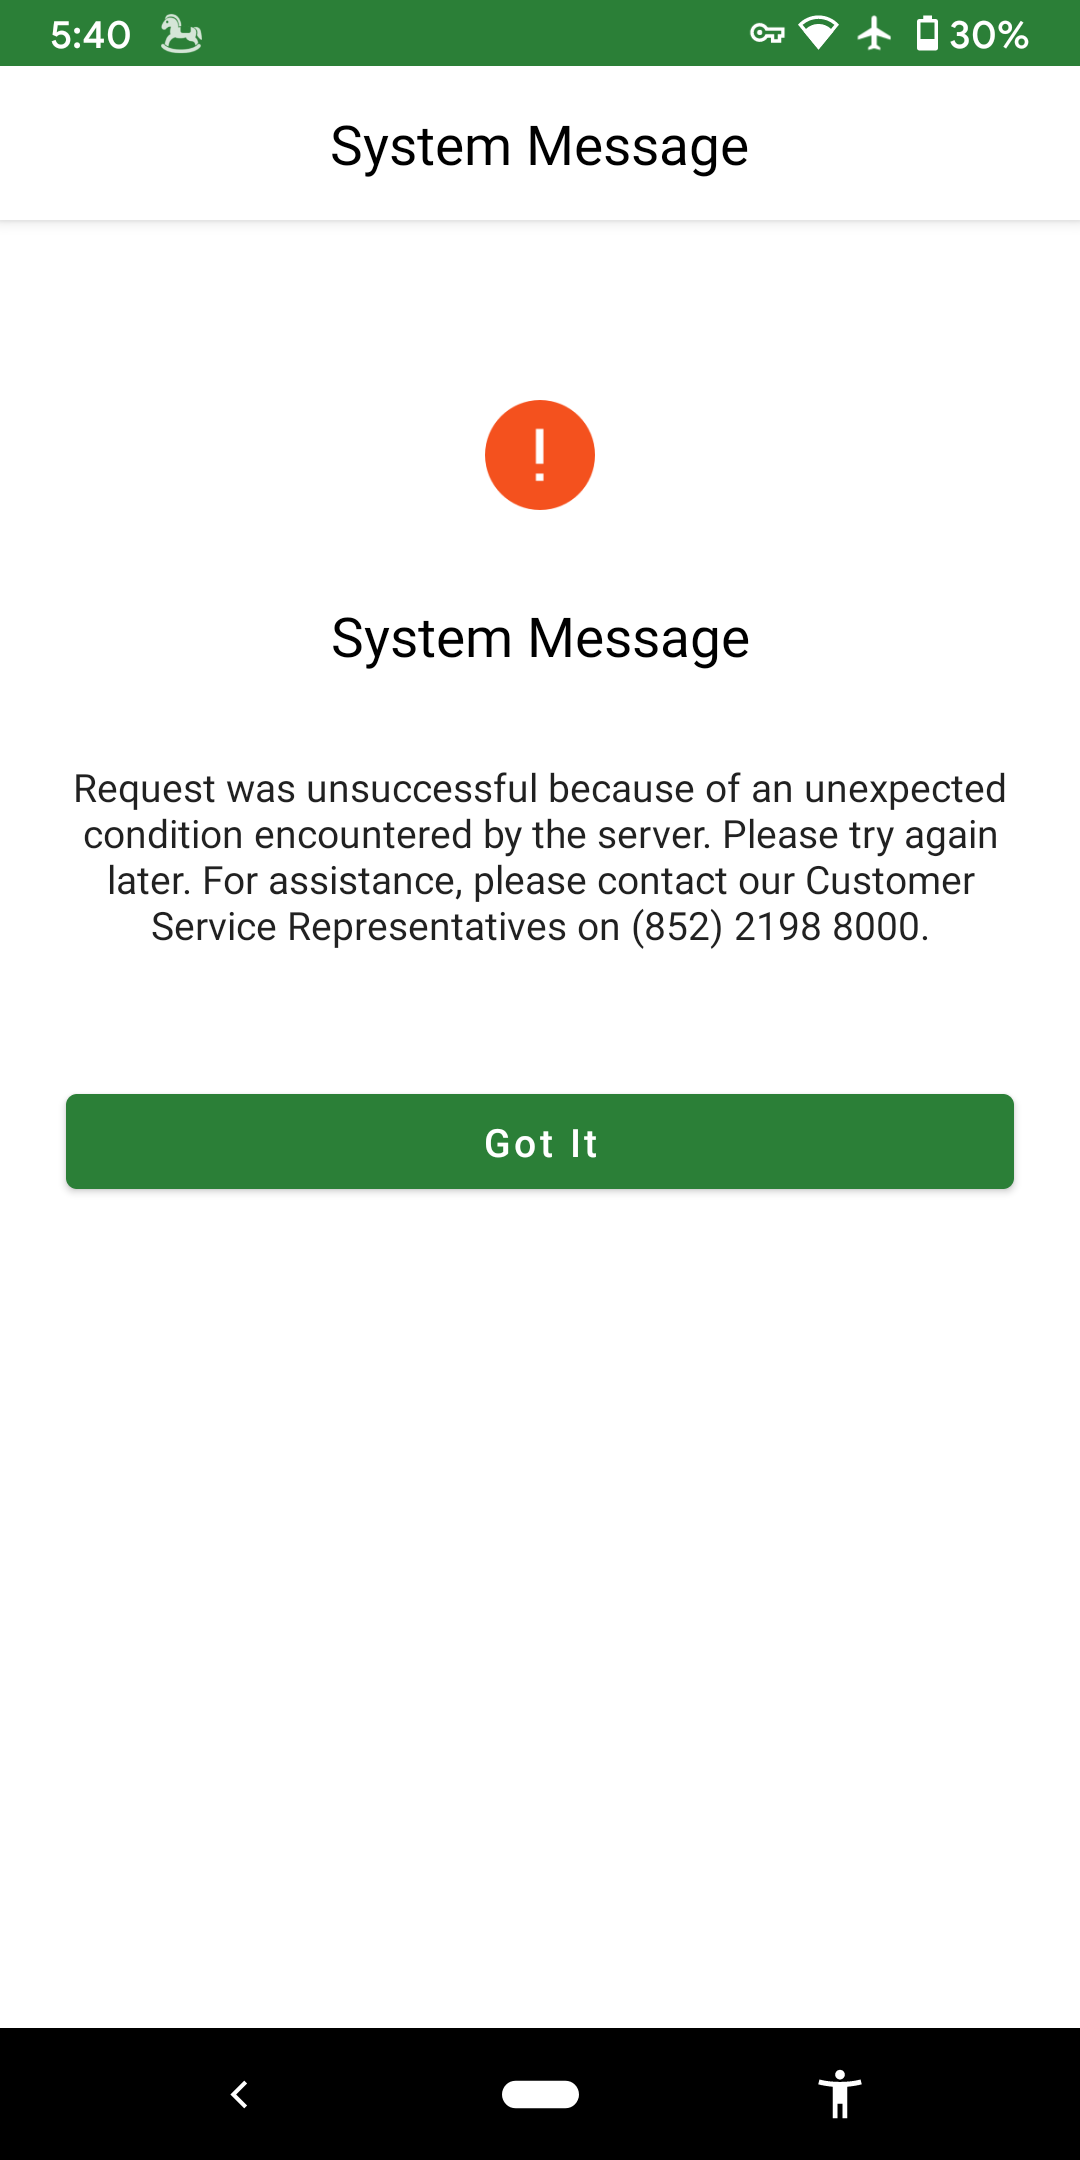 5:40
30%
System Message
System Message
Request was unsuccessful because of an unexpected
condition encountered by the server. Please try again
later. For assistance, please contact our Customer
Service Representatives on (852) 2198 8000.
Got It